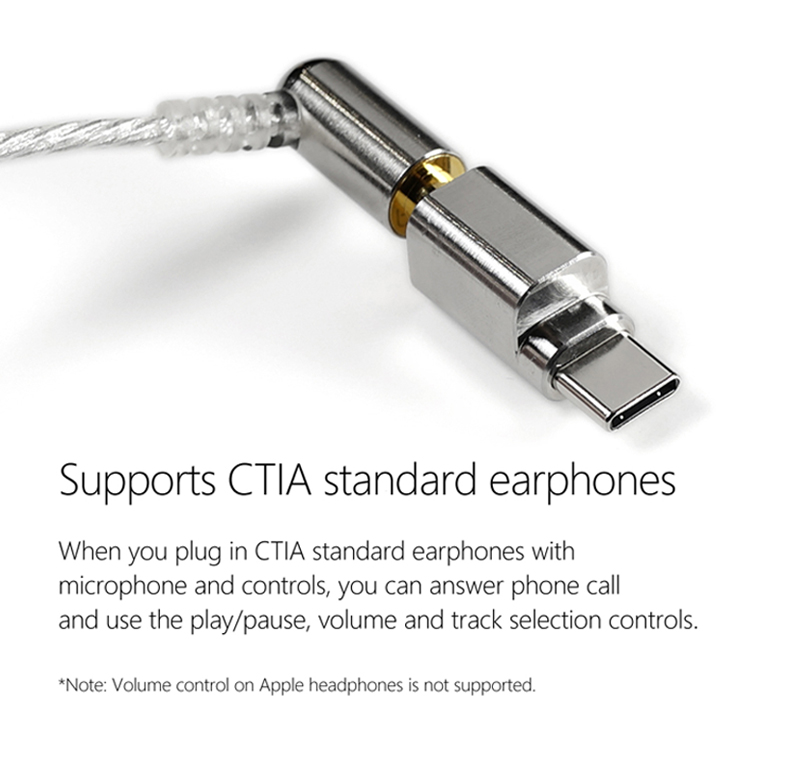 Supports CTIA standard earphones
When you plug in CTIA standard earphones with
microphone and controls, you can answer phone call
and use the play/pause, volume and track selection controls.
*Note: Volume control on Apple headphones is not supported.